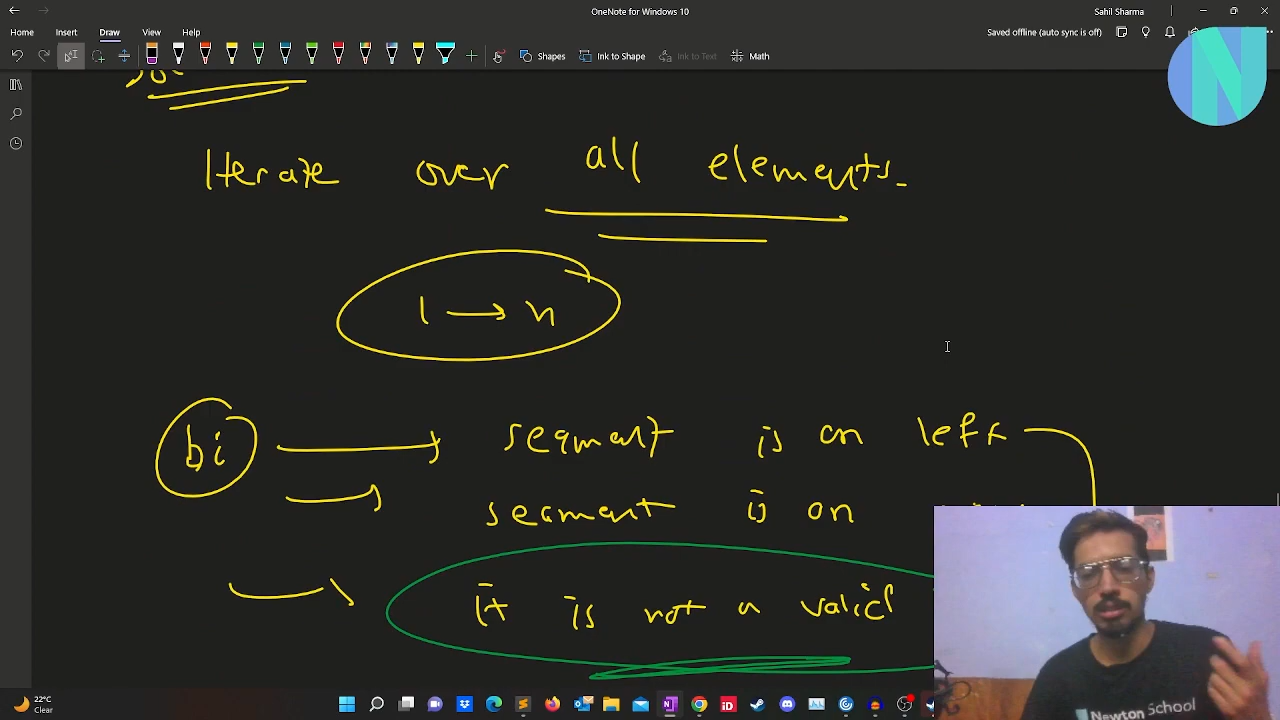 OneNote for Windows 10
Sahil Sharma
Home Insert Draw View Help
Saved offline (auto sync is off)
Shapes Ink to Shape Ink to Text Math
Iterate over all elements.
1 → n
bi → segment is on left
segment is on
it is not a valid
Newton School
22°C
Clear